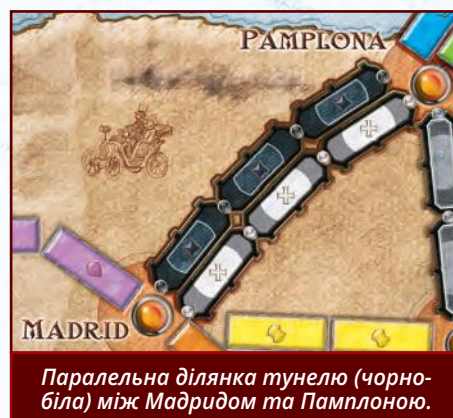 PAMPLONA
MADRID
Паралельна ділянка тунелю (чорно-
біла) між Мадридом та Памплоною.